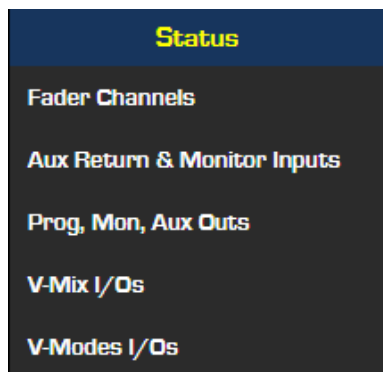 Status
Fader Channels
Aux Return & Monitor Inputs
Prog, Mon, Aux Outs
V-Mix I/Os
V-Modes I/Os